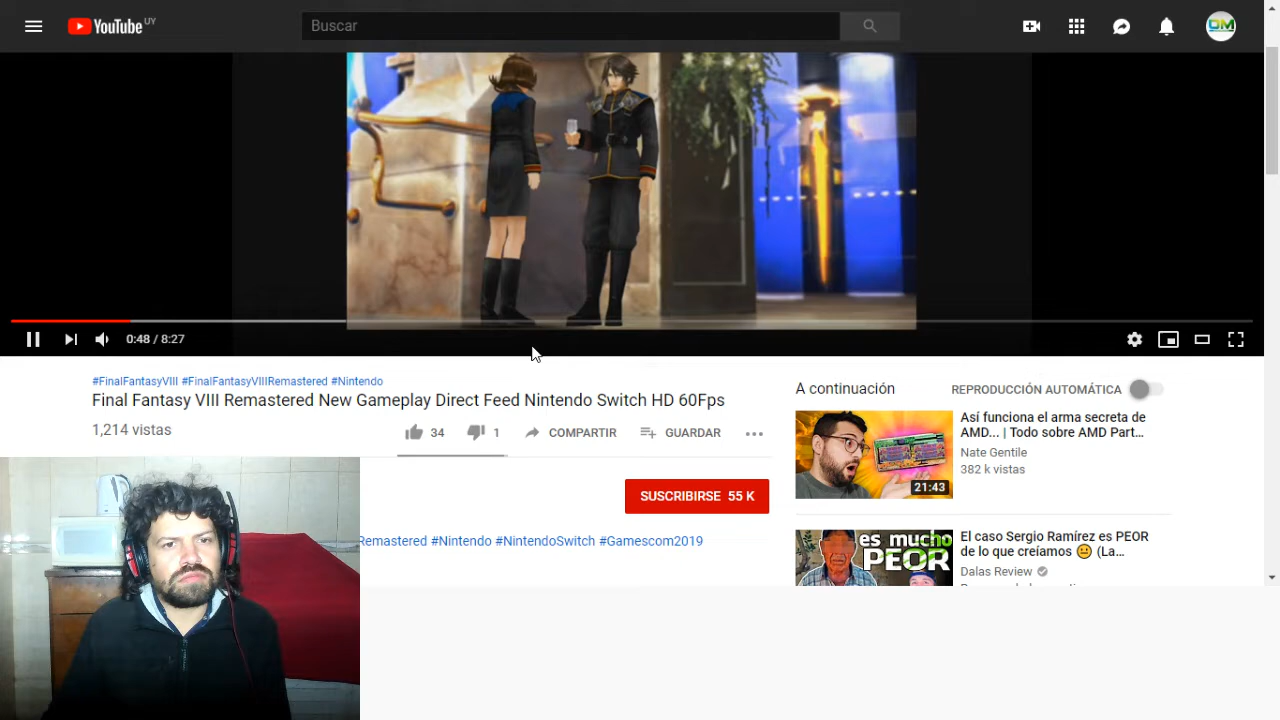 YouTube UY
Buscar
DM
0:48 / 8:27
#FinalFantasyVIII #FinalFantasyVIIIRemastered #Nintendo
Final Fantasy VIII Remastered New Gameplay Direct Feed Nintendo Switch HD 60Fps
1,214 vistas
34
1
COMPARTIR
GUARDAR
SUSCRIBIRSE 55 K
Remastered #Nintendo #NintendoSwitch #Gamescom2019
A continuación
REPRODUCCIÓN AUTOMÁTICA
21:43
Así funciona el arma secreta de
AMD... | Todo sobre AMD Part...
Nate Gentile
382 k vistas
es mucho
PEOR
El caso Sergio Ramírez es PEOR
de lo que creíamos 😐 (La...
Dalas Review